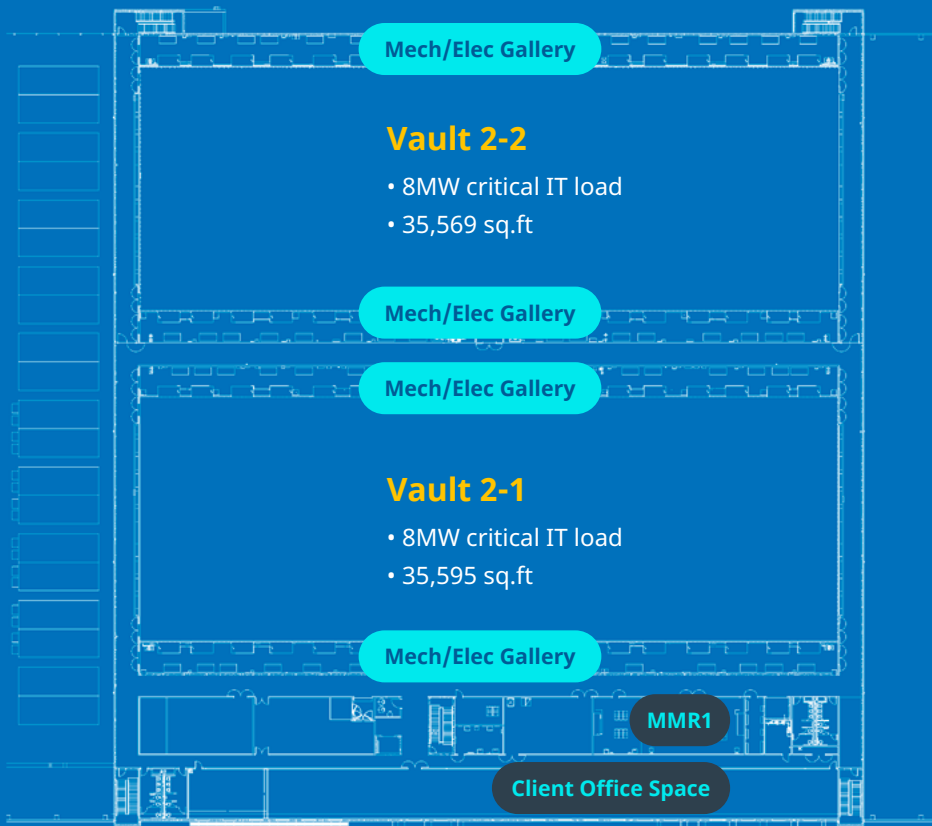 Mech/Elec Gallery
Vault 2-2
• 8MW critical IT load
• 35,569 sq.ft
Mech/Elec Gallery
Mech/Elec Gallery
Vault 2-1
• 8MW critical IT load
• 35,595 sq.ft
Mech/Elec Gallery
MMR1
Client Office Space